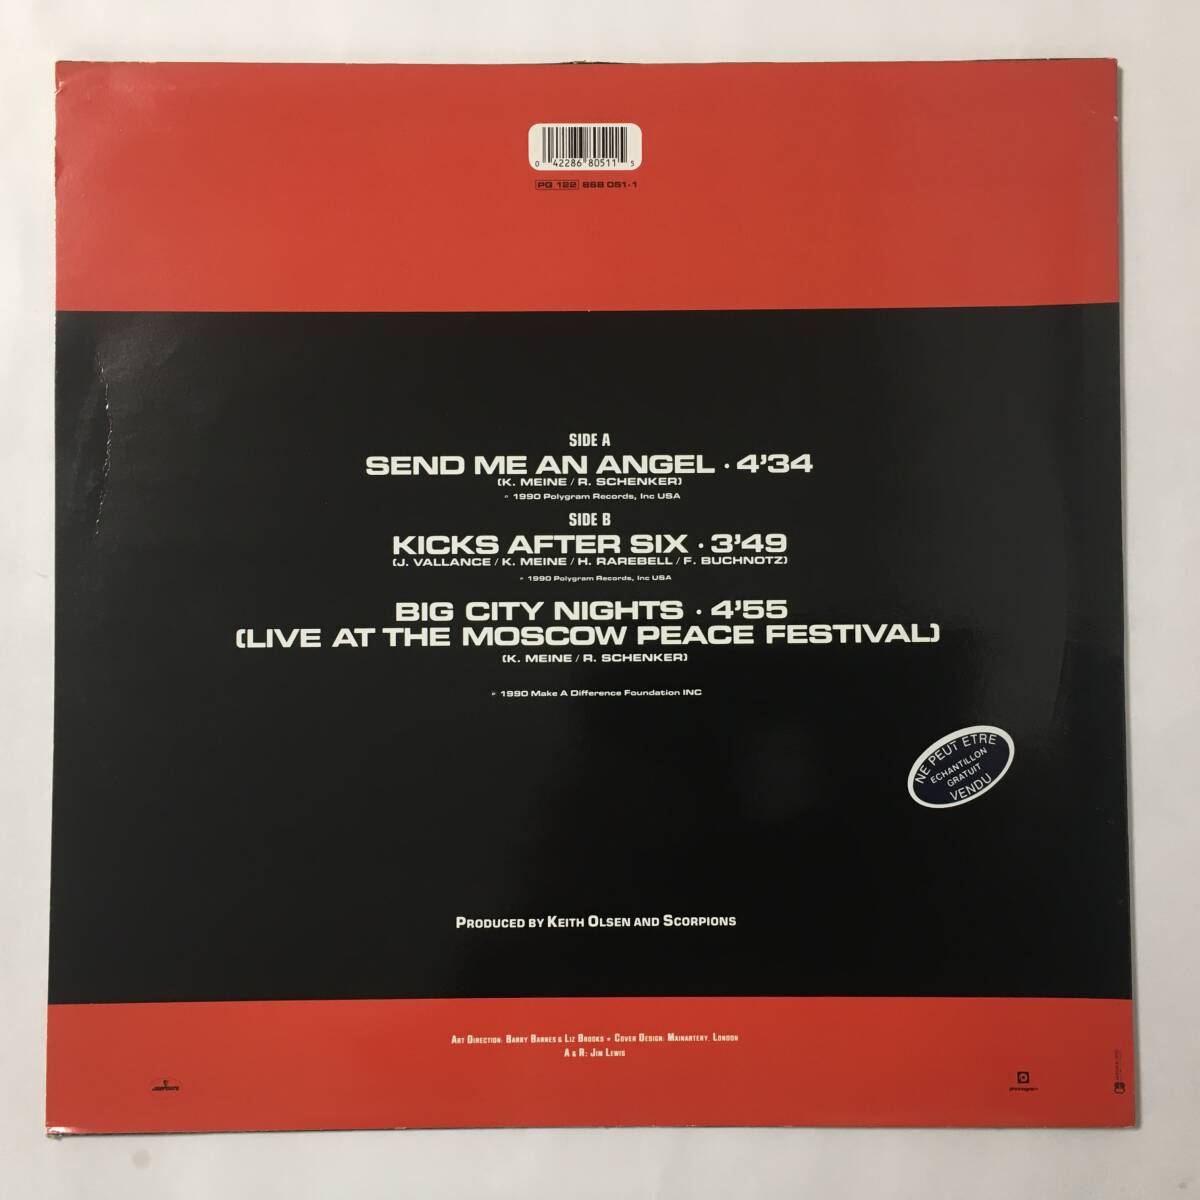 0 42286 80511 5
PG 122 868 051-1
SIDE A
SEND ME AN ANGEL · 4'34
(K. MEINE / R. SCHENKER)
℗ 1990 Polygram Records, Inc USA
SIDE B
KICKS AFTER SIX · 3'49
(J. VALLANCE / K. MEINE / H. RAREBELL / F. BUCHNOTZ)
℗ 1990 Polygram Records, Inc USA
BIG CITY NIGHTS · 4'55
(LIVE AT THE MOSCOW PEACE FESTIVAL)
(K. MEINE / R. SCHENKER)
℗ 1990 Make A Difference Foundation INC
NE PEUT ETRE
ECHANTILLON
GRATUIT
VENDU
PRODUCED BY KEITH OLSEN AND SCORPIONS
ART DIRECTION: BARRY BARNES & LIZ BROOKS • COVER DESIGN: MAINARTERY, LONDON
A & R: JIM LEWIS
mercury
phonogram